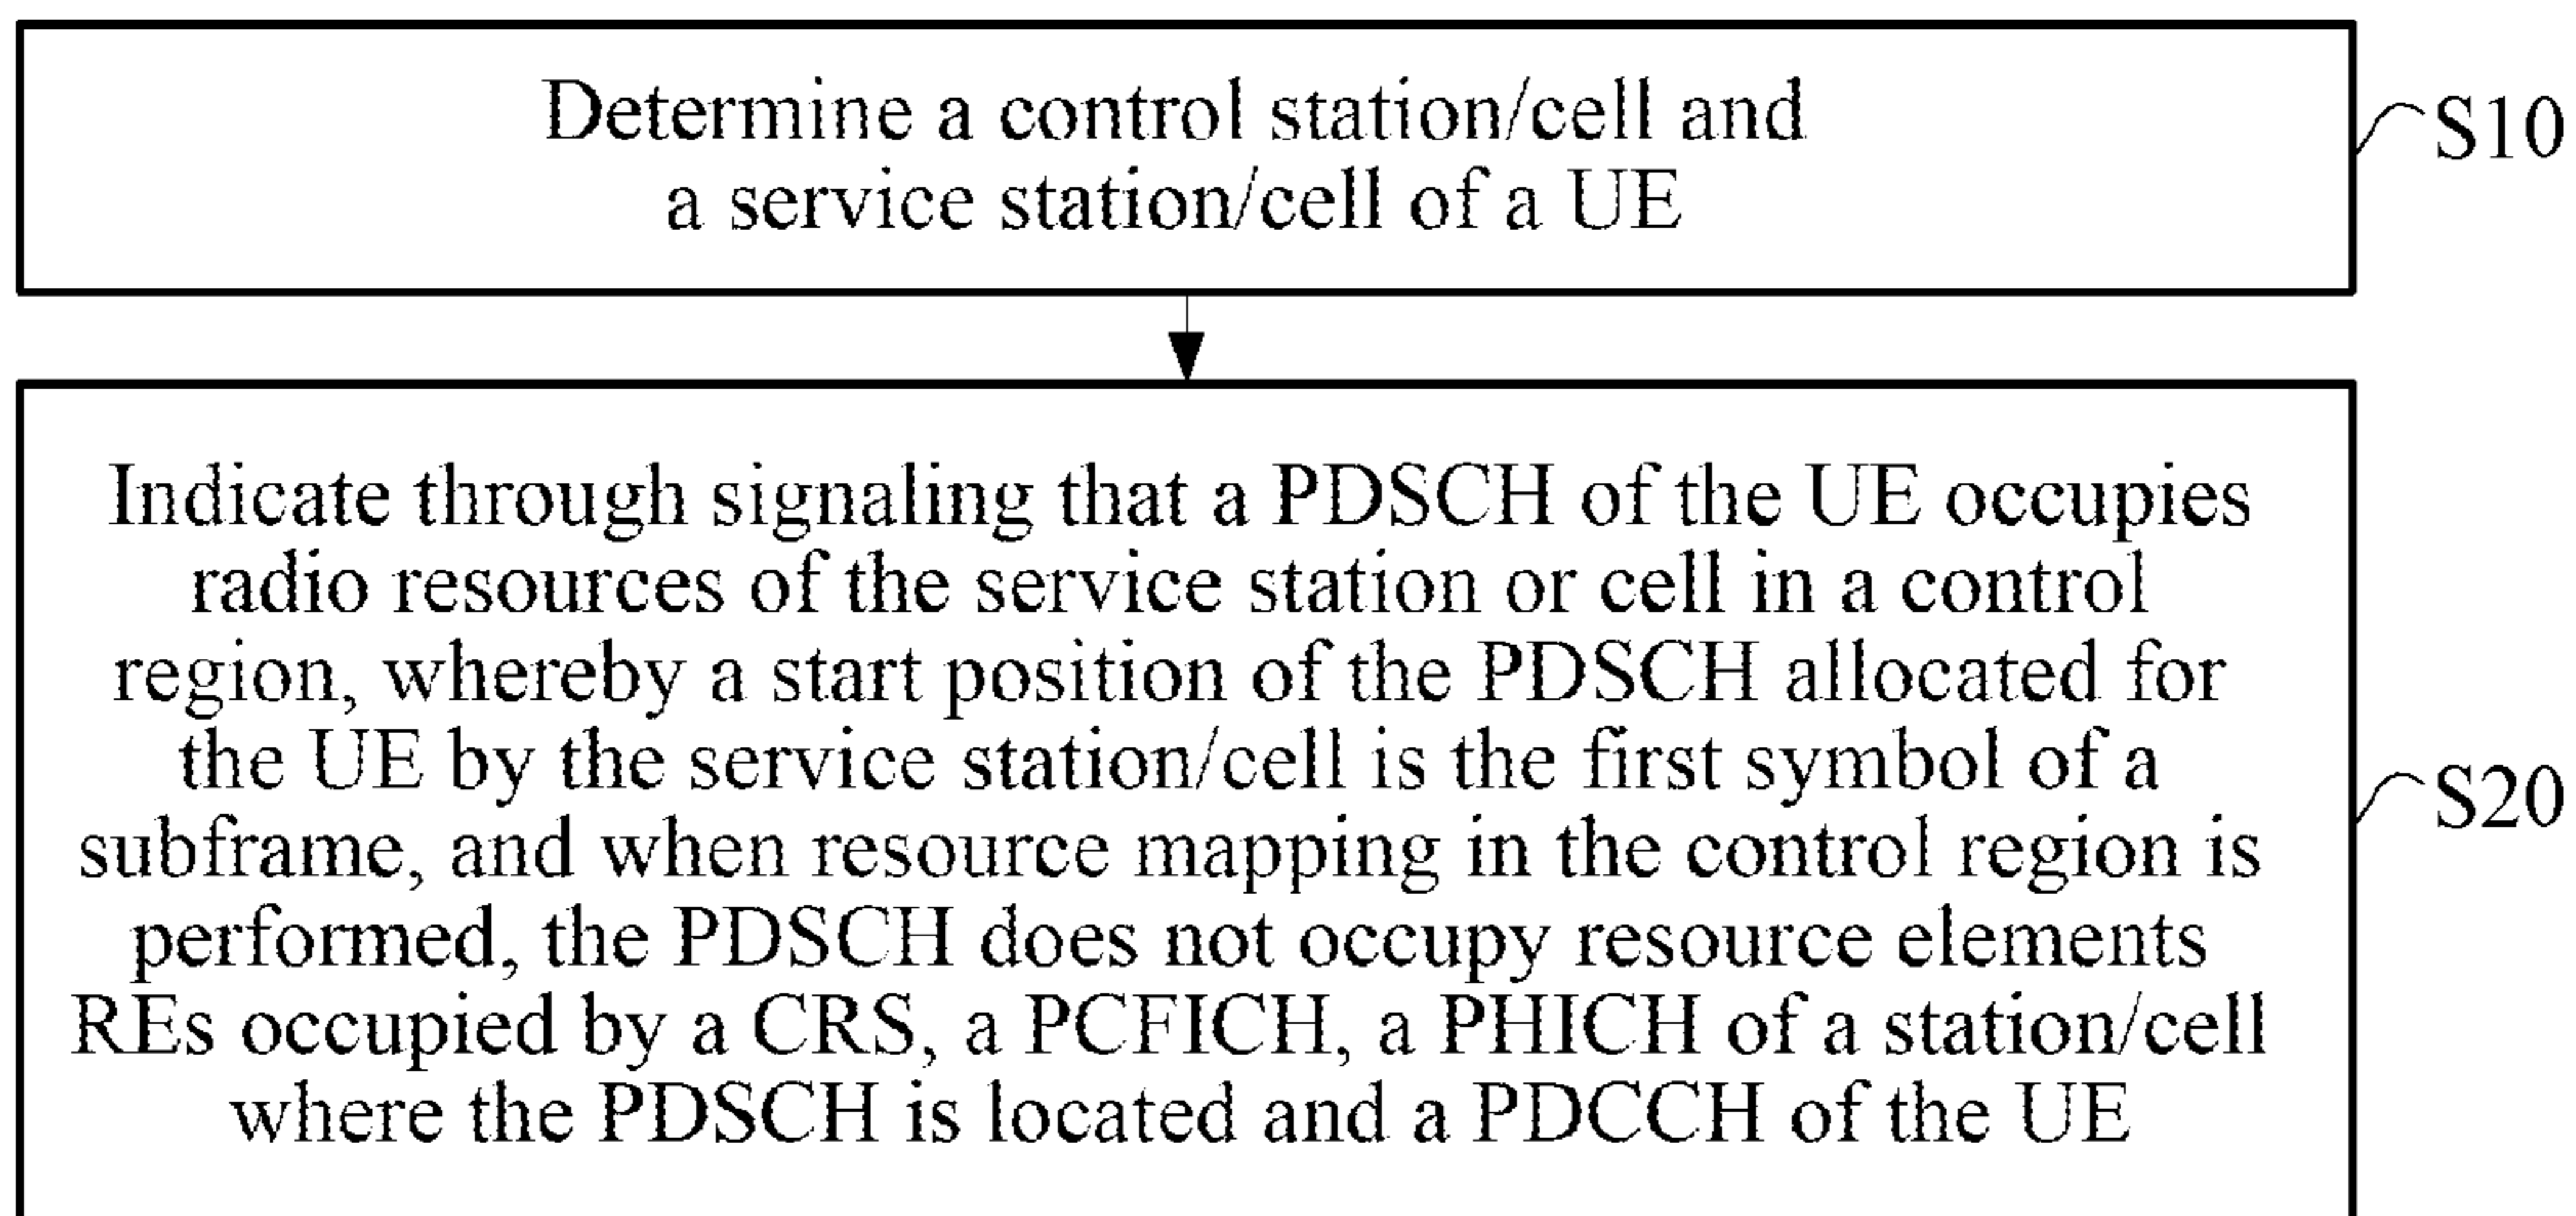 Determine a control station/cell and
a service station/cell of a UE
S10
Indicate through signaling that a PDSCH of the UE occupies
radio resources of the service station or cell in a control
region, whereby a start position of the PDSCH allocated for
the UE by the service station/cell is the first symbol of a
subframe, and when resource mapping in the control region is
performed, the PDSCH does not occupy resource elements
REs occupied by a CRS, a PCFICH, a PHICH of a station/cell
where the PDSCH is located and a PDCCH of the UE
S20